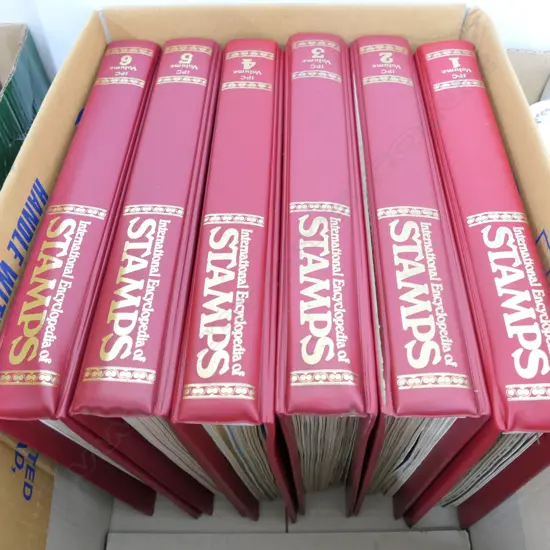 6
Volume
IPC
International Encyclopedia of
STAMPS
5
Volume
IPC
International Encyclopedia of
STAMPS
4
Volume
IPC
International Encyclopedia of
STAMPS
3
Volume
IPC
International Encyclopedia of
STAMPS
2
Volume
IPC
International Encyclopedia of
STAMPS
1
Volume
IPC
International Encyclopedia of
STAMPS
HANDLE WI